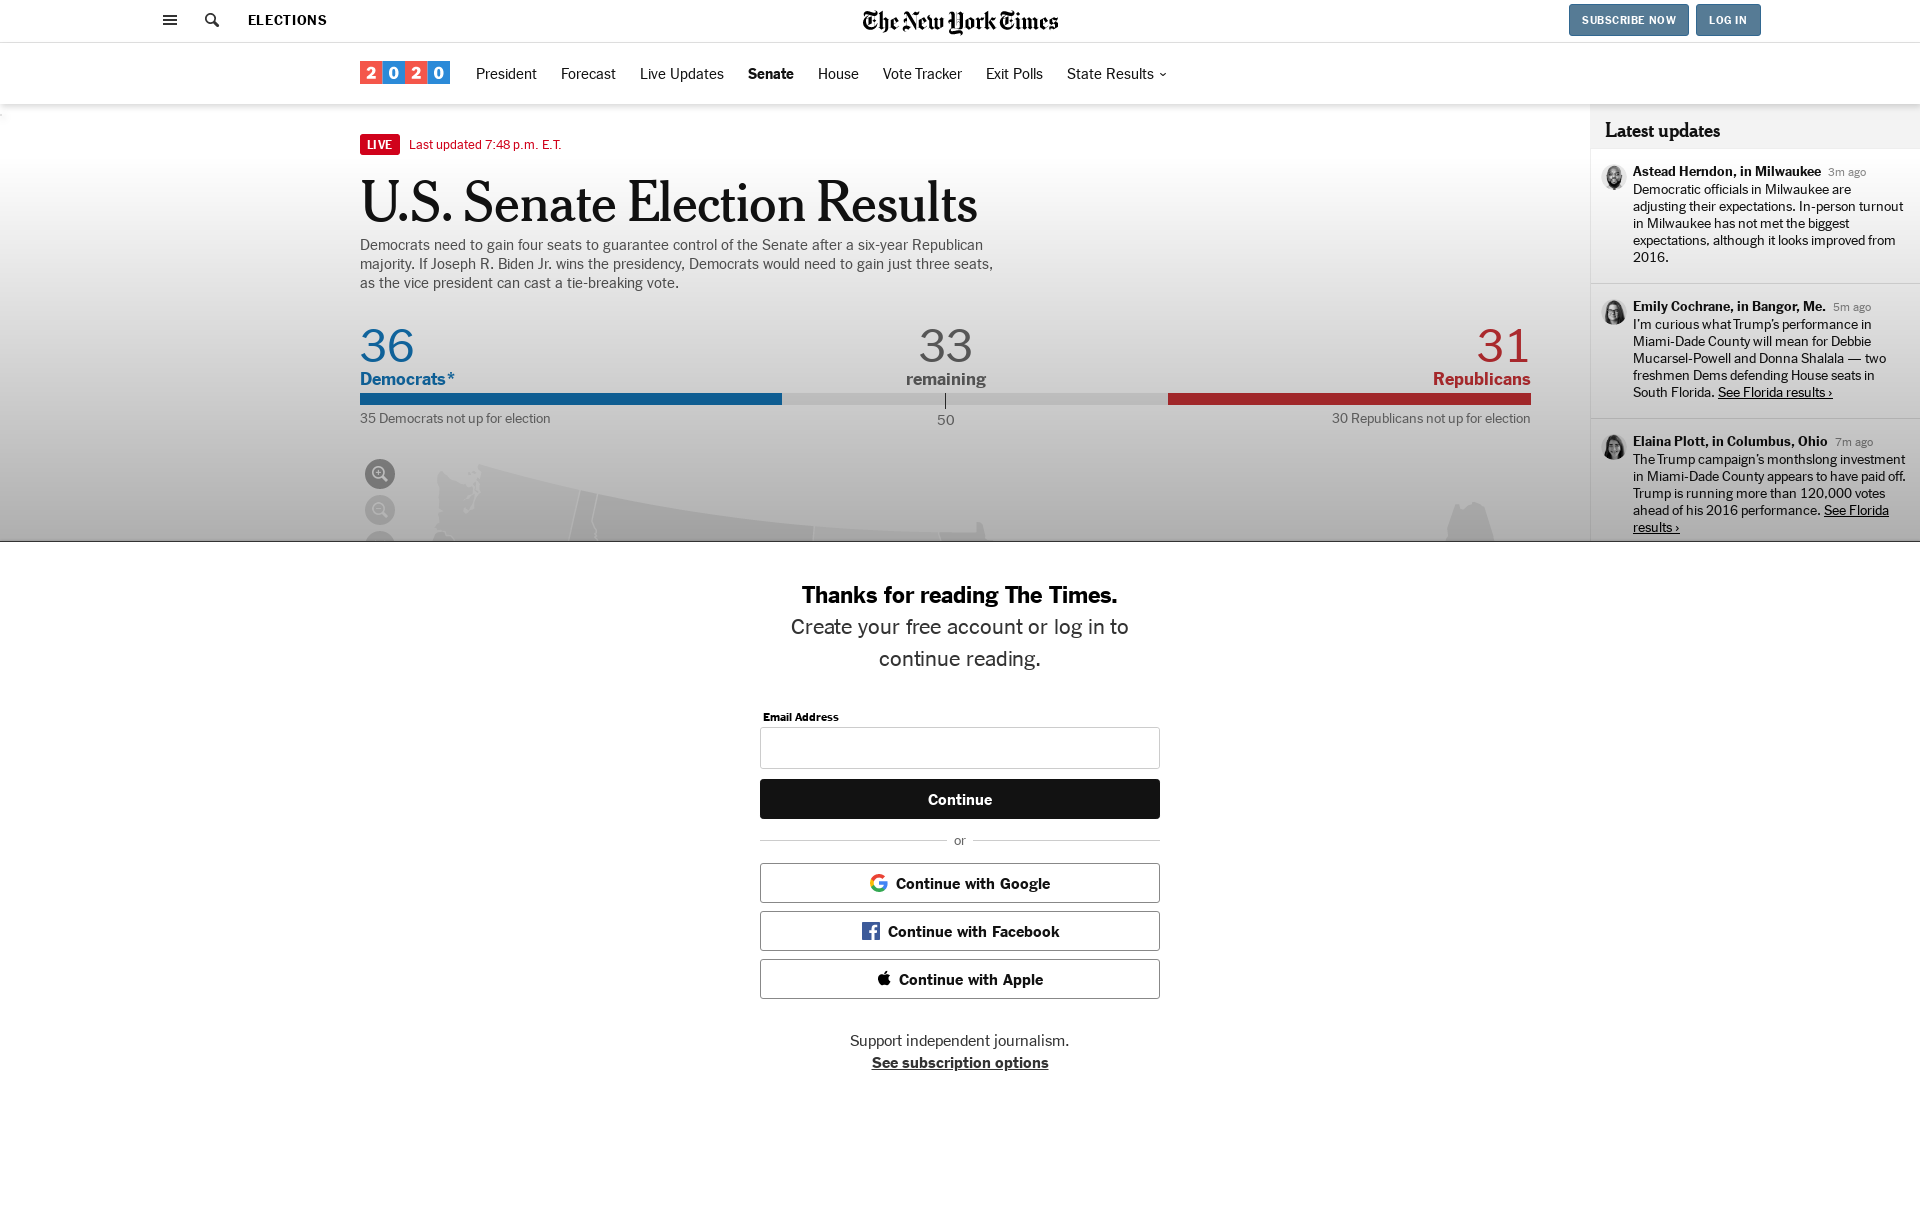 ELECTIONS
The New York Times
SUBSCRIBE NOW
LOG IN
2020
President
Forecast
Live Updates
Senate
House
Vote Tracker
Exit Polls
State Results
LIVE
Last updated 7:48 p.m. E.T.
U.S. Senate Election Results
Democrats need to gain four seats to guarantee control of the Senate after a six-year Republican
majority. If Joseph R. Biden Jr. wins the presidency, Democrats would need to gain just three seats,
as the vice president can cast a tie-breaking vote.
36
33
31
Democrats*
remaining
Republicans
35 Democrats not up for election
50
30 Republicans not up for election
Latest updates
Astead Herndon, in Milwaukee 3m ago
Democratic officials in Milwaukee are
adjusting their expectations. In-person turnout
in Milwaukee has not met the biggest
expectations, although it looks improved from
2016.
Emily Cochrane, in Bangor, Me. 5m ago
I’m curious what Trump’s performance in
Miami-Dade County will mean for Debbie
Mucarsel-Powell and Donna Shalala — two
freshmen Dems defending House seats in
South Florida. See Florida results ›
Elaina Plott, in Columbus, Ohio 7m ago
The Trump campaign’s monthslong investment
in Miami-Dade County appears to have paid off.
Trump is running more than 120,000 votes
ahead of his 2016 performance. See Florida
results ›
Thanks for reading The Times.
Create your free account or log in to
continue reading.
Email Address
Continue
or
Continue with Google
Continue with Facebook
Continue with Apple
Support independent journalism.
See subscription options